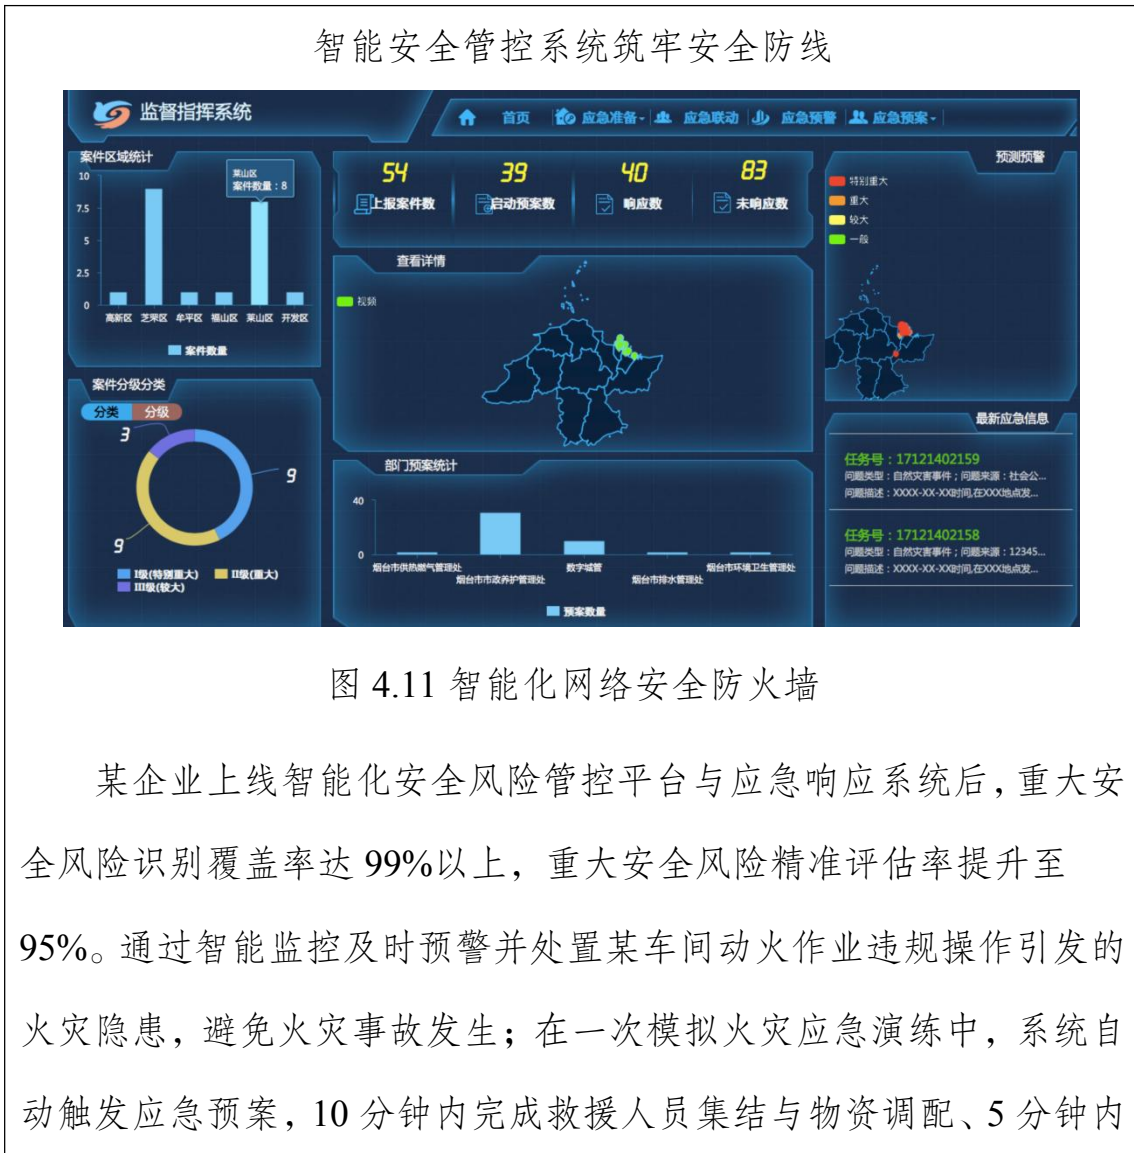 智能安全管控系统筑牢安全防线
监督指挥系统
首页
应急准备
应急联动
应急预警
应急预案
案件区域统计
10
7.5
5
2.5
0
莱山区
案件数量：8
高新区 芝罘区 牟平区 福山区 莱山区 开发区
案件数量
54
39
40
83
上报案件数
启动预案数
响应数
未响应数
查看详情
视频
预测预警
特别重大
重大
较大
一般
案件分级分类
分类 分级
3
9
9
I级(特别重大) II级(重大)
III级(较大)
部门预案统计
40
0
烟台市供热燃气管理处
烟台市市政养护管理处
数字城管
烟台市排水管理处
烟台市环境卫生管理处
预案数量
最新应急信息
任务号：17121402159
问题类型：自然灾害事件；问题来源：社会公...
问题描述：XXXX-XX-XX时间,在XXX地点发...
任务号：17121402158
问题类型：自然灾害事件；问题来源：12345...
问题描述：XXXX-XX-XX时间,在XXX地点发...
图 4.11 智能化网络安全防火墙
某企业上线智能化安全风险管控平台与应急响应系统后，重大安
全风险识别覆盖率达 99%以上，重大安全风险精准评估率提升至
95%。通过智能监控及时预警并处置某车间动火作业违规操作引发的
火灾隐患，避免火灾事故发生；在一次模拟火灾应急演练中，系统自
动触发应急预案，10 分钟内完成救援人员集结与物资调配、5 分钟内